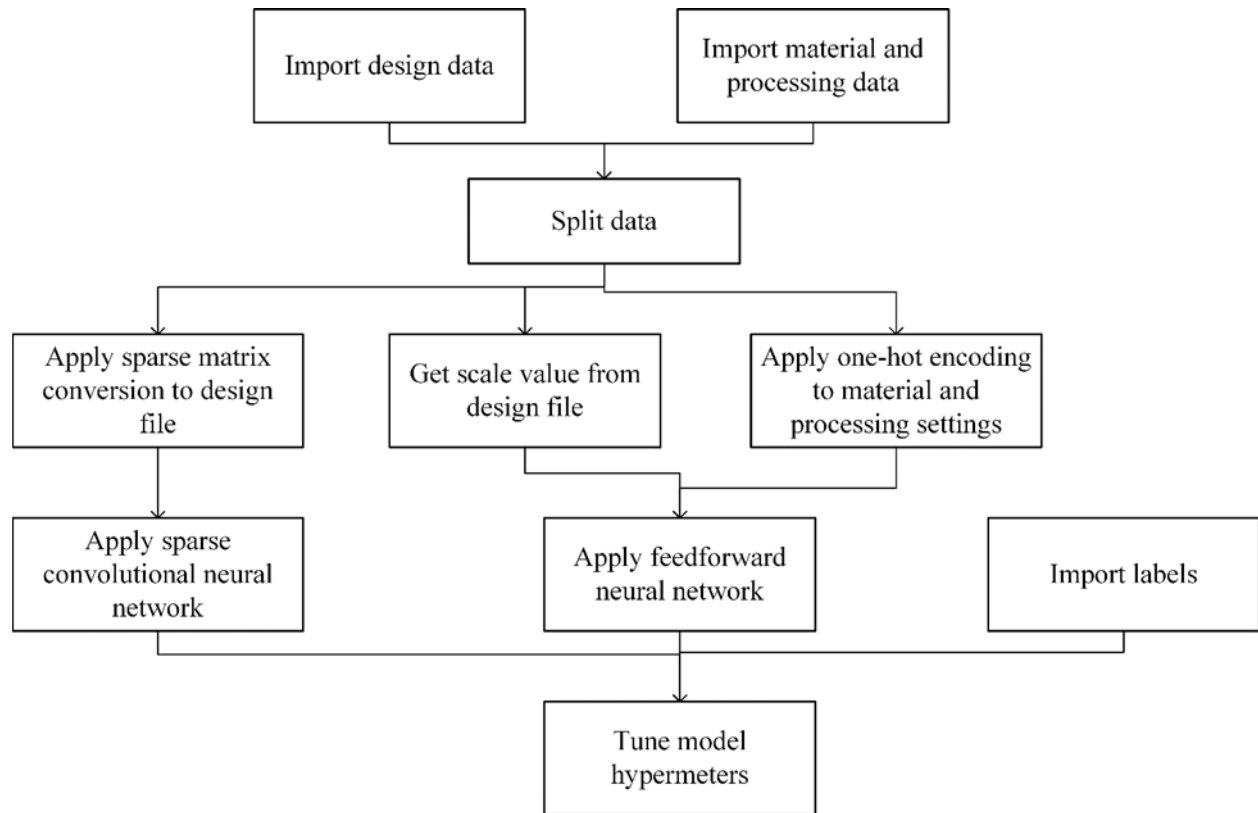 Import design data
Import material and
processing data
Split data
Apply sparse matrix
conversion to design
file
Get scale value from
design file
Apply one-hot encoding
to material and
processing settings
Apply sparse
convolutional neural
network
Apply feedforward
neural network
Import labels
Tune model
hypermeters